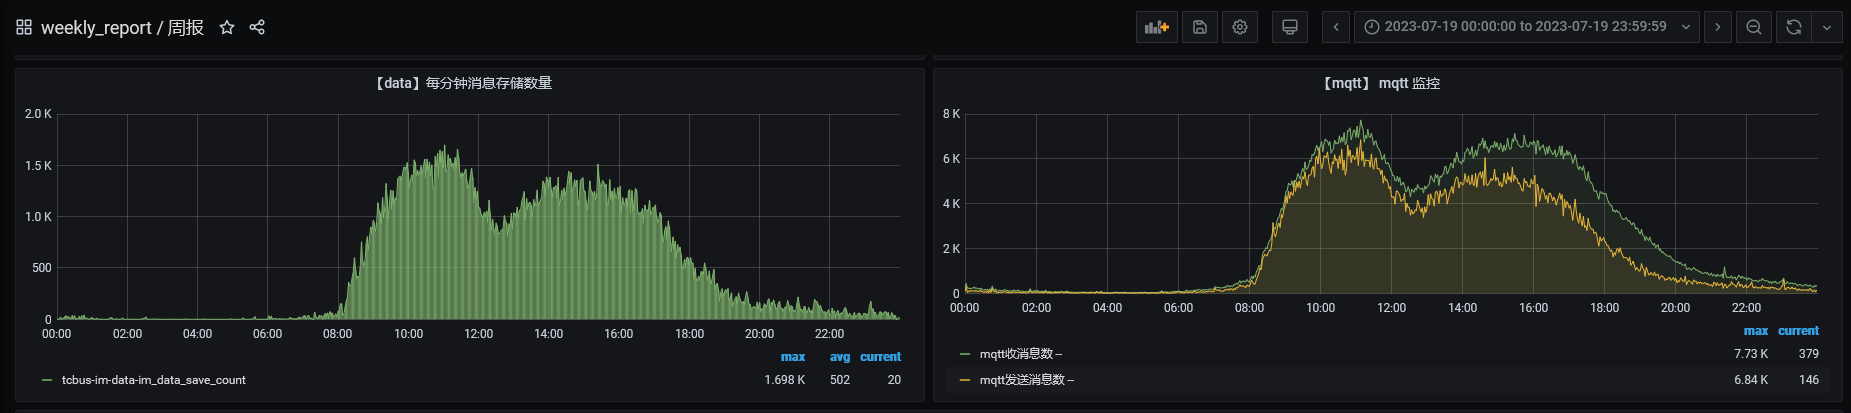 weekly_report / 周报
2023-07-19 00:00:00 to 2023-07-19 23:59:59
【data】每分钟消息存储数量
2.0 K
1.5 K
1.0 K
500
0
00:00 02:00 04:00 06:00 08:00 10:00 12:00 14:00 16:00 18:00 20:00 22:00
max avg current
tcbus-im-data-im_data_save_count 1.698 K 502 20
【mqtt】 mqtt 监控
8 K
6 K
4 K
2 K
0
00:00 02:00 04:00 06:00 08:00 10:00 12:00 14:00 16:00 18:00 20:00 22:00
max current
mqtt收消息数 -- 7.73 K 379
mqtt发送消息数 -- 6.84 K 146